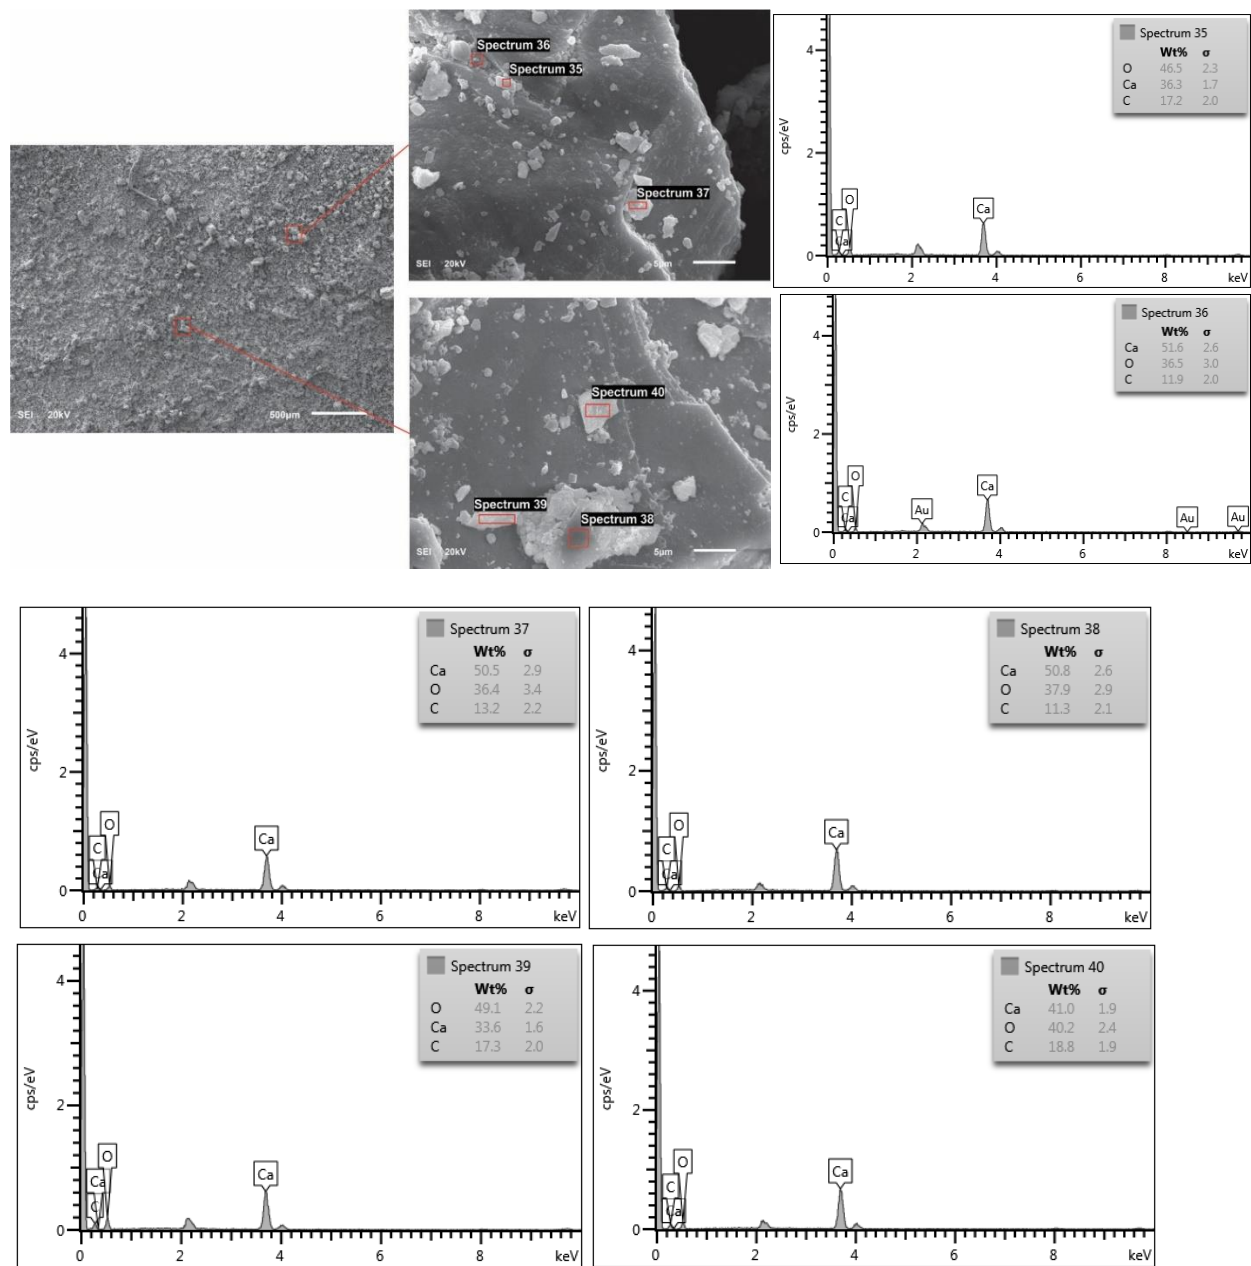 SEI 20kV 500μm
Spectrum 36
Spectrum 35
Spectrum 37
SEI 20kV 5μm
Spectrum 40
Spectrum 39
Spectrum 38
SEI 20kV 5μm
Spectrum 35
Wt% σ
O 46.5 2.3
Ca 36.3 1.7
C 17.2 2.0
cps/eV
4
2
0
O
C
Ca
Ca
0 2 4 6 8 keV
Spectrum 36
Wt% σ
Ca 51.6 2.6
O 36.5 3.0
C 11.9 2.0
cps/eV
4
2
0
O
C
Ca
Au
Ca
Au
Au
0 2 4 6 8 keV
Spectrum 37
Wt% σ
Ca 50.5 2.9
O 36.4 3.4
C 13.2 2.2
cps/eV
4
2
0
O
C
Ca
Ca
0 2 4 6 8 keV
Spectrum 38
Wt% σ
Ca 50.8 2.6
O 37.9 2.9
C 11.3 2.1
cps/eV
4
2
0
O
C
Ca
Ca
0 2 4 6 8 keV
Spectrum 39
Wt% σ
O 49.1 2.2
Ca 33.6 1.6
C 17.3 2.0
cps/eV
4
2
0
O
Ca
C
Ca
0 2 4 6 8 keV
Spectrum 40
Wt% σ
Ca 41.0 1.9
O 40.2 2.4
C 18.8 1.9
cps/eV
4
2
0
O
C
Ca
Ca
0 2 4 6 8 keV